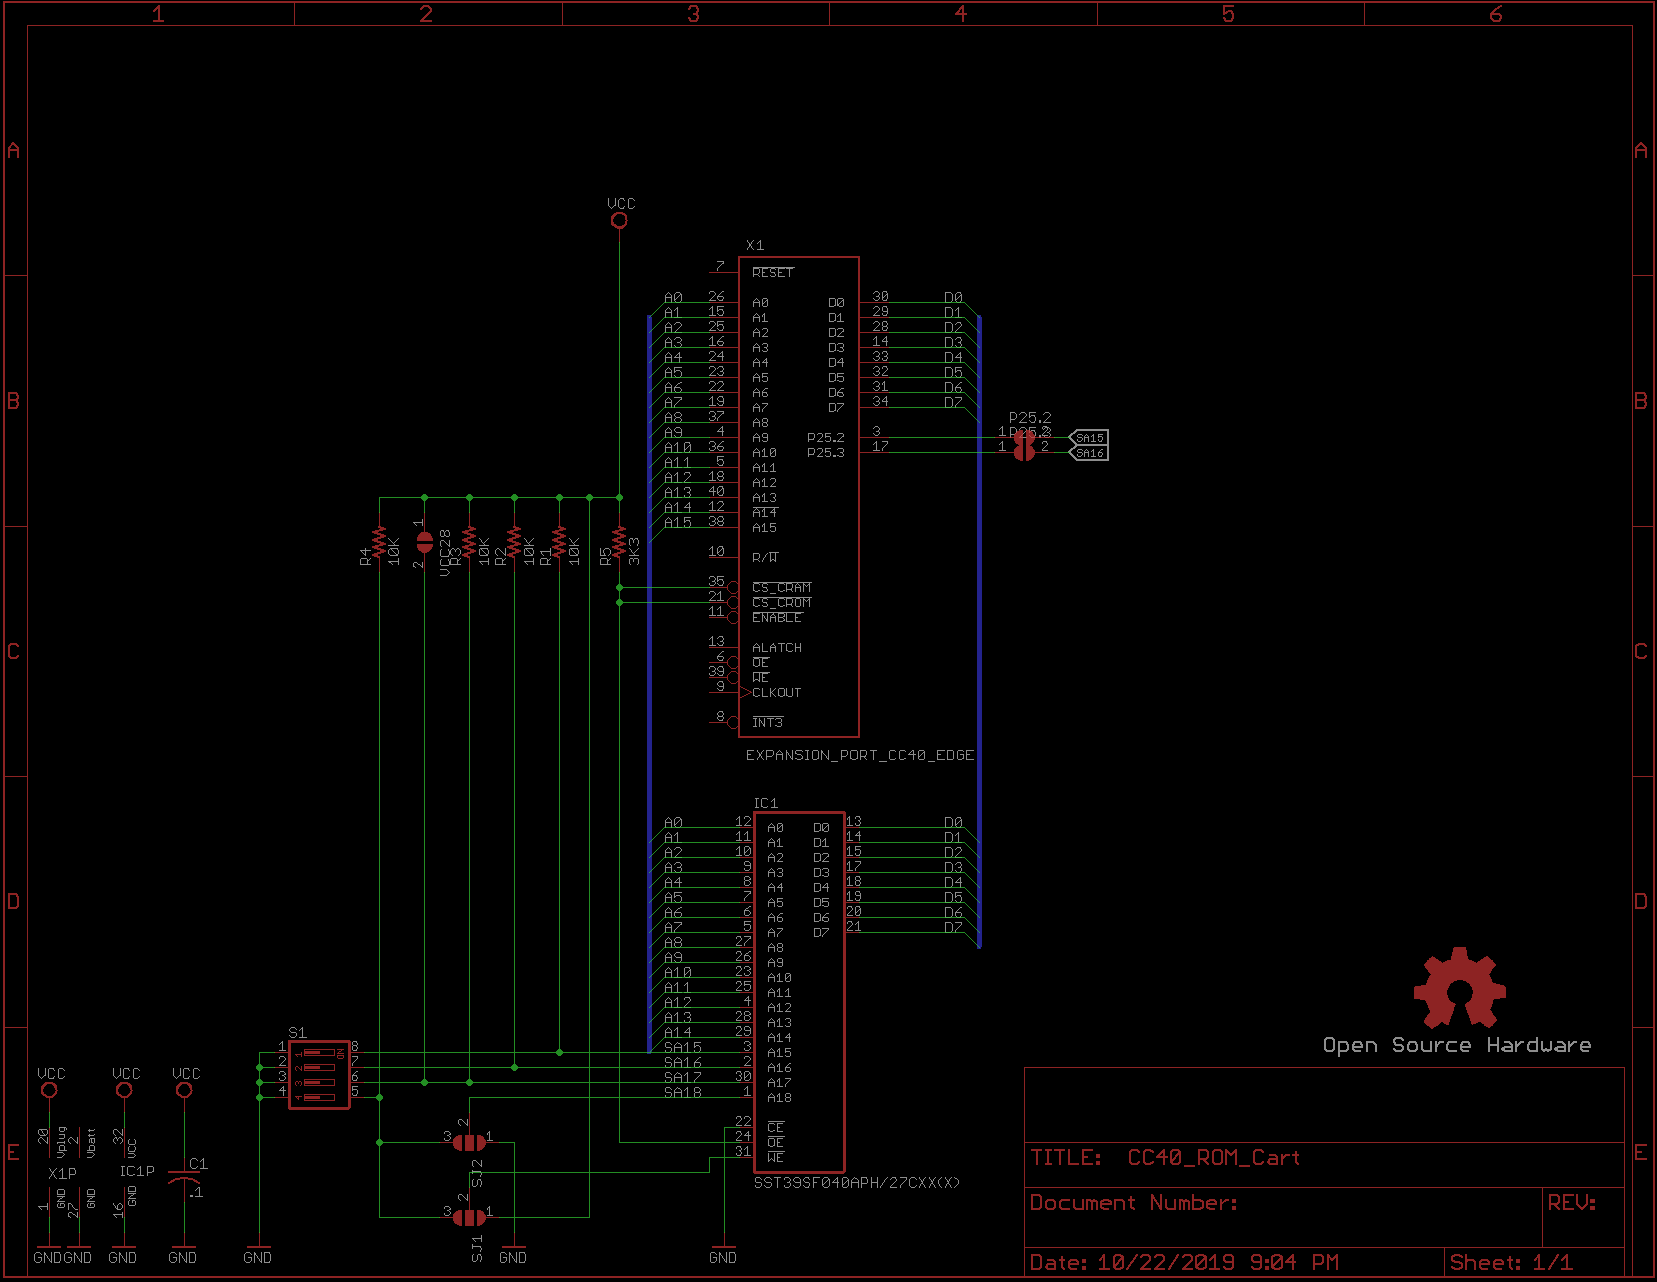 1 2 3 4 5 6
A A
B B
C C
D D
E E
VCC
X1
7 RESET
A0 26 A0 D0 30 D0
A1 15 A1 D1 29 D1
A2 25 A2 D2 28 D2
A3 16 A3 D3 14 D3
A4 24 A4 D4 33 D4
A5 23 A5 D5 32 D5
A6 22 A6 D6 31 D6
A7 19 A7 D7 34 D7
A8 37 A8
A9 4 A9 P25.2 3
A10 36 A10 P25.3 17
A11 5 A11
A12 18 A12
A13 40 A13
A14 12 A14
A15 38 A15
10 R/W
35 CS_CRAM
21 CS_CROM
11 ENABLE
13 ALATCH
6 OE
39 WE
9 CLKOUT
8 INT3
EXPANSION_PORT_CC40_EDGE
P25.2
1 P25.3 2 SA15
1 2 SA16
R4 10K
1 2 VCC28
R3 10K
R2 10K
R1 10K
R5 3K3
IC1
A0 12 A0 D0 13 D0
A1 11 A1 D1 14 D1
A2 10 A2 D2 15 D2
A3 9 A3 D3 17 D3
A4 8 A4 D4 18 D4
A5 7 A5 D5 19 D5
A6 6 A6 D6 20 D6
A7 5 A7 D7 21 D7
A8 27 A8
A9 26 A9
A10 23 A10
A11 25 A11
A12 4 A12
A13 28 A13
A14 29 A14
SA15 3 A15
SA16 2 A16
SA17 30 A17
SA18 1 A18
22 CE
24 OE
31 WE
SST39SF040APH/27CXX(X)
S1
1 1 ON 8
2 2 7
3 3 6
4 4 5
3 2 1 SJ2
3 2 1 SJ1
VCC VCC VCC
20 Vplug 2 Vbatt
32 VCC
X1P IC1P C1
.1
1 GND 27 GND
16 GND
GND GND GND GND GND GND GND
Open Source Hardware
TITLE: CC40_ROM_Cart
Document Number:
REV:
Date: 10/22/2019 9:04 PM
Sheet: 1/1